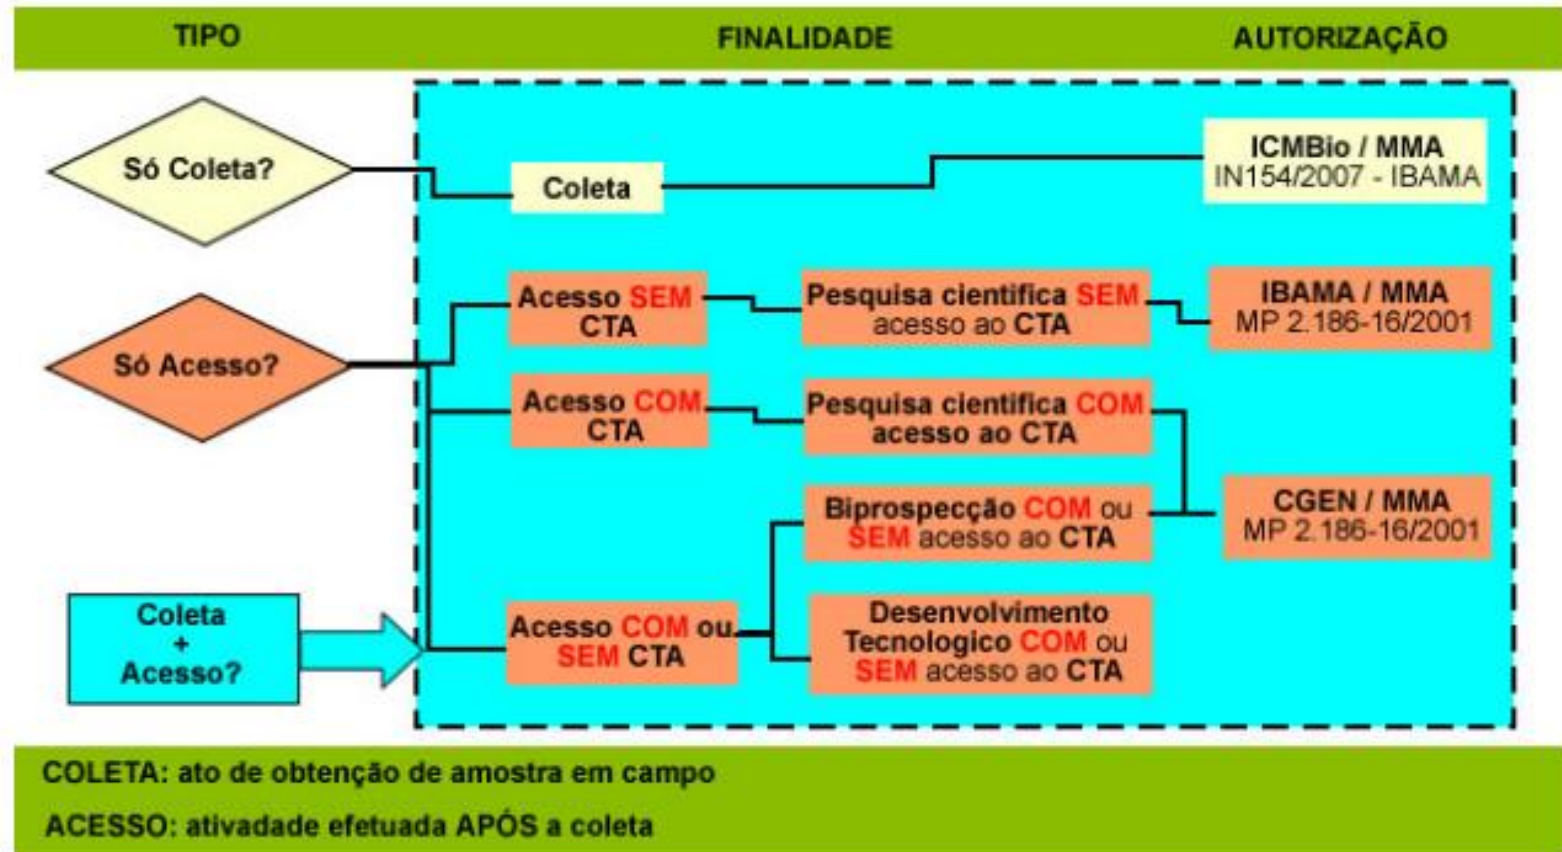 TIPO
FINALIDADE
AUTORIZAÇÃO
Só Coleta?
Coleta
ICMBio / MMA
IN154/2007 - IBAMA
Só Acesso?
Acesso SEM
CTA
Pesquisa cientifica SEM
acesso ao CTA
IBAMA / MMA
MP 2.186-16/2001
Acesso COM
CTA
Pesquisa cientifica COM
acesso ao CTA
Biprospecção COM ou
SEM acesso ao CTA
CGEN / MMA
MP 2.186-16/2001
Coleta
+
Acesso?
Acesso COM ou
SEM CTA
Desenvolvimento
Tecnologico COM ou
SEM acesso ao CTA
COLETA: ato de obtenção de amostra em campo
ACESSO: ativadade efetuada APÓS a coleta